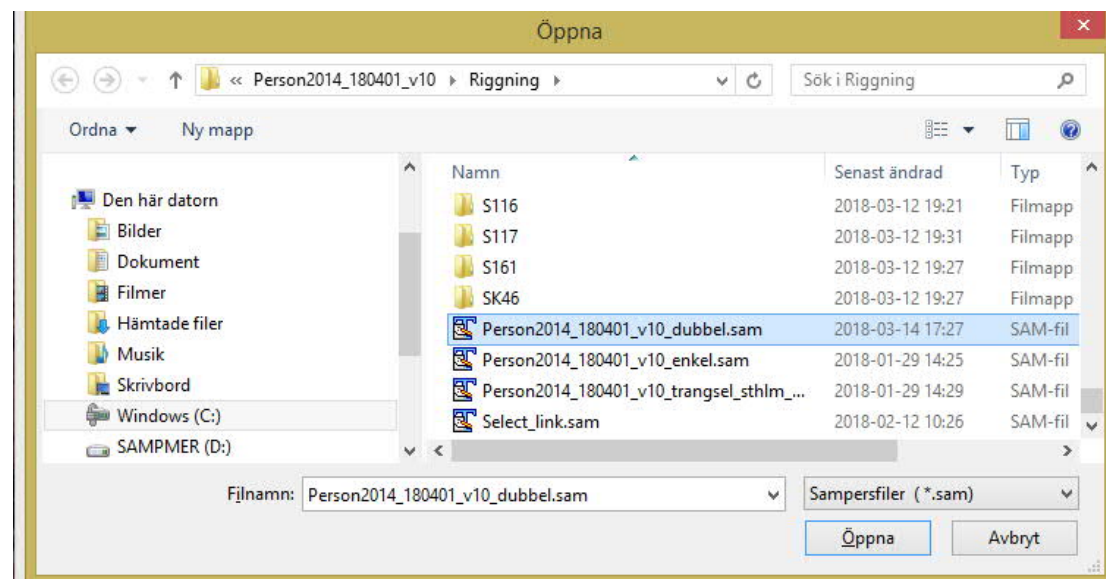 Öppna
« Person2014_180401_v10 Riggning
Sök i Riggning
Ordna Ny mapp
Namn Senast ändrad Typ
Den här datorn
Bilder
Dokument
Filmer
Hämtade filer
Musik
Skrivbord
Windows (C:)
SAMPMER (D:)
S116 2018-03-12 19:21 Filmapp
S117 2018-03-12 19:31 Filmapp
S161 2018-03-12 19:27 Filmapp
SK46 2018-03-12 19:27 Filmapp
Person2014_180401_v10_dubbel.sam 2018-03-14 17:27 SAM-fil
Person2014_180401_v10_enkel.sam 2018-01-29 14:25 SAM-fil
Person2014_180401_v10_trangsel_sthlm_... 2018-01-29 14:29 SAM-fil
Select_link.sam 2018-02-12 10:26 SAM-fil
Filnamn: Person2014_180401_v10_dubbel.sam
Sampersfiler (*.sam)
Öppna Avbryt